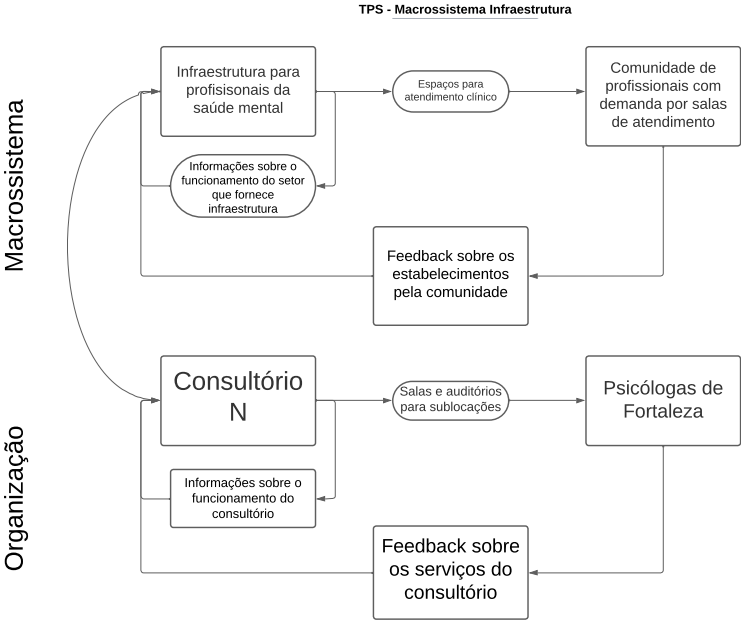 TPS - Macrossistema Infraestrutura
Macrossistema
Infraestrutura para
profisisonais da
saúde mental
Espaços para
atendimento clínico
Comunidade de
profissionais com
demanda por salas
de atendimento
Informações sobre o
funcionamento do setor
que fornece
infraestrutura
Feedback sobre os
estabelecimentos
pela comunidade
Organização
Consultório
N
Salas e auditórios
para sublocações
Psicólogas de
Fortaleza
Informações sobre o
funcionamento do
consultório
Feedback sobre
os serviços do
consultório